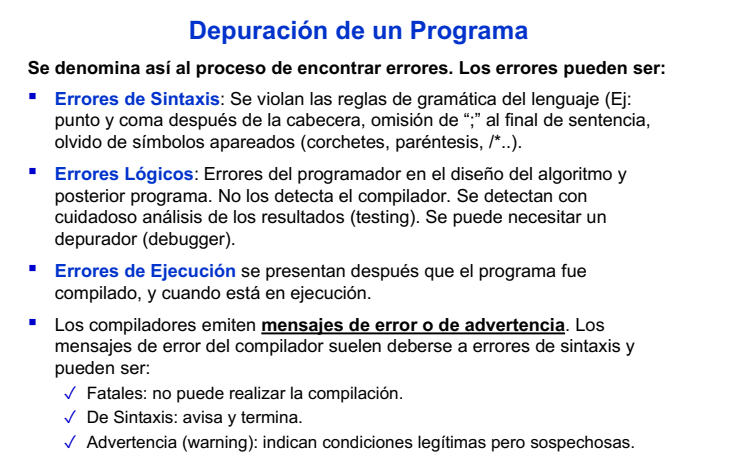 Depuración de un Programa
Se denomina así al proceso de encontrar errores. Los errores pueden ser:
▪ Errores de Sintaxis: Se violan las reglas de gramática del lenguaje (Ej:
punto y coma después de la cabecera, omisión de “;” al final de sentencia,
olvido de símbolos apareados (corchetes, paréntesis, /*..).
▪ Errores Lógicos: Errores del programador en el diseño del algoritmo y
posterior programa. No los detecta el compilador. Se detectan con
cuidadoso análisis de los resultados (testing). Se puede necesitar un
depurador (debugger).
▪ Errores de Ejecución se presentan después que el programa fue
compilado, y cuando está en ejecución.
▪ Los compiladores emiten mensajes de error o de advertencia. Los
mensajes de error del compilador suelen deberse a errores de sintaxis y
pueden ser:
✓ Fatales: no puede realizar la compilación.
✓ De Sintaxis: avisa y termina.
✓ Advertencia (warning): indican condiciones legítimas pero sospechosas.